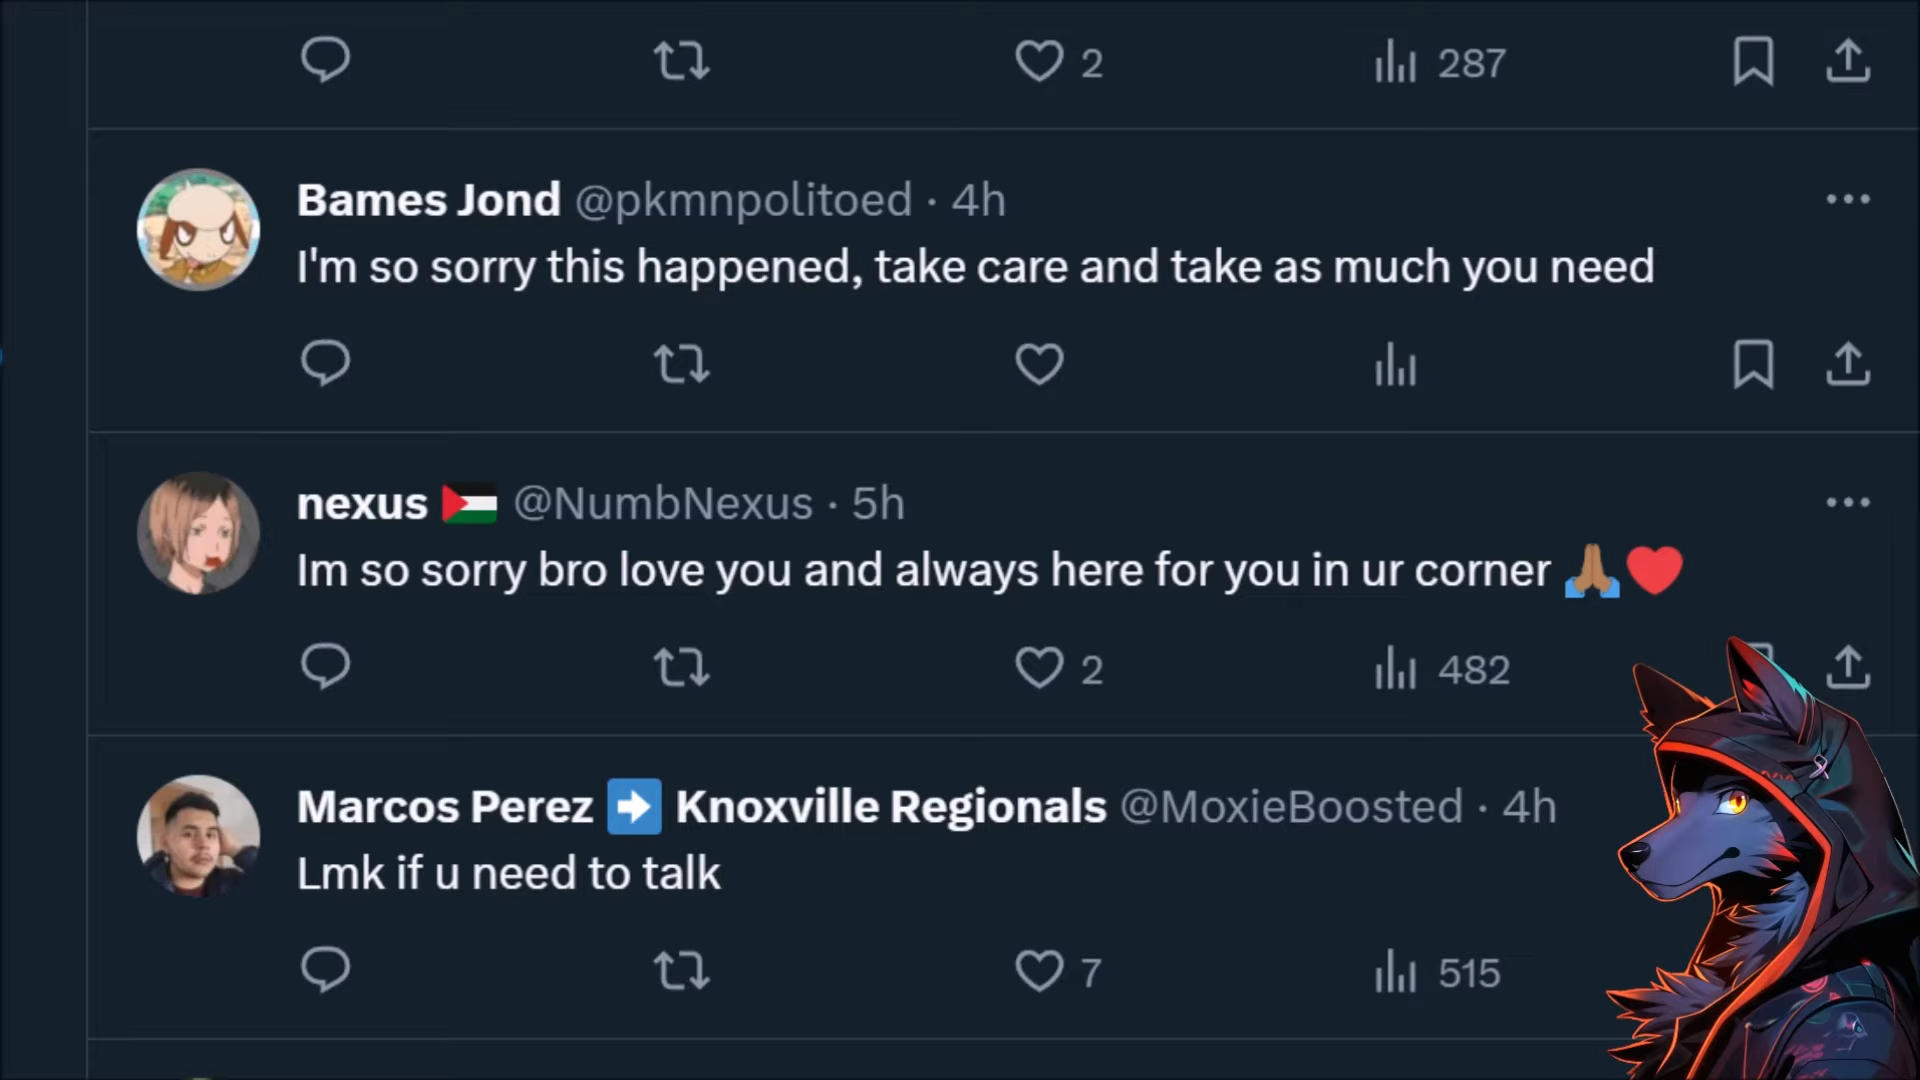 2 287
Bames Jond @pkmnpolitoed · 4h
I'm so sorry this happened, take care and take as much you need
nexus 🇵🇸 @NumbNexus · 5h
Im so sorry bro love you and always here for you in ur corner 🙏🏽❤️
2 482
Marcos Perez ➡️ Knoxville Regionals @MoxieBoosted · 4h
Lmk if u need to talk
7 515